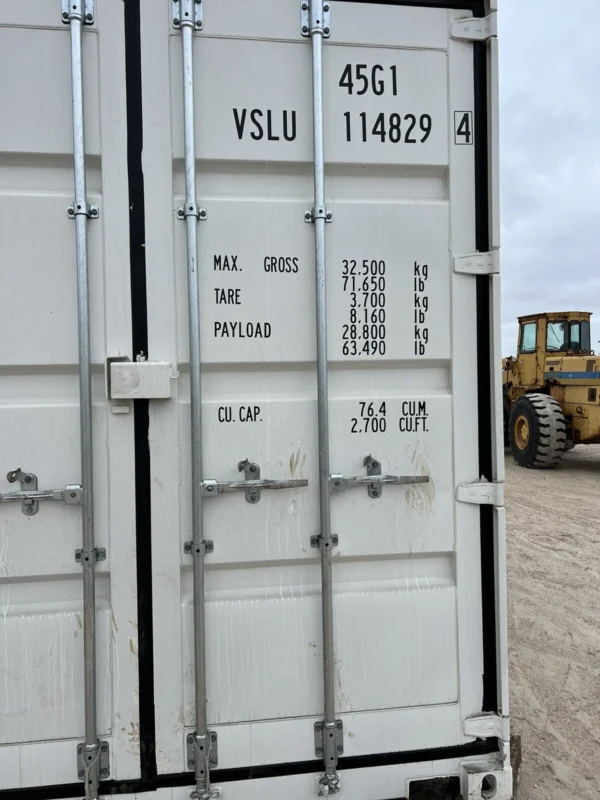 45G1
VSLU 114829 4
MAX. GROSS 32.500 kg
71.650 lb
TARE 3.700 kg
8.160 lb
PAYLOAD 28.800 kg
63.490 lb
CU. CAP. 76.4 CU.M.
2.700 CU.FT.